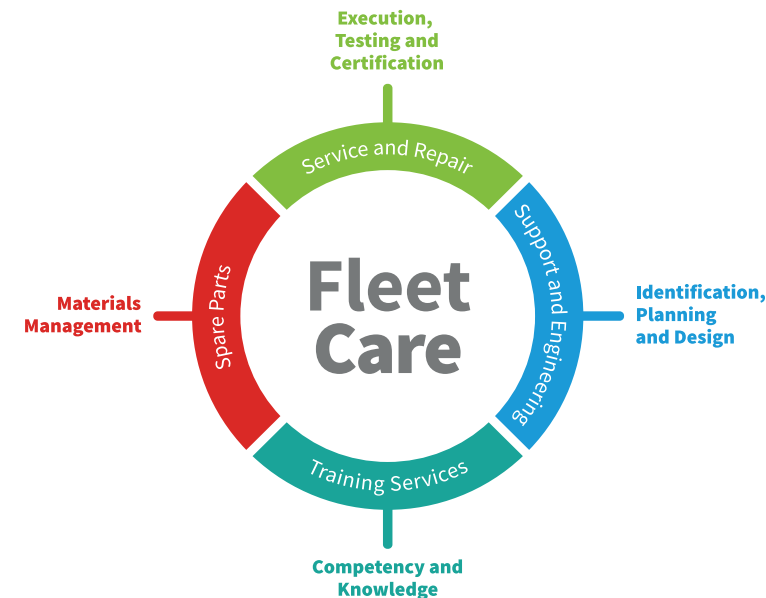 Execution,
Testing and
Certification
Service and Repair
Support and Engineering
Identification,
Planning
and Design
Fleet
Care
Spare Parts
Materials
Management
Training Services
Competency and
Knowledge